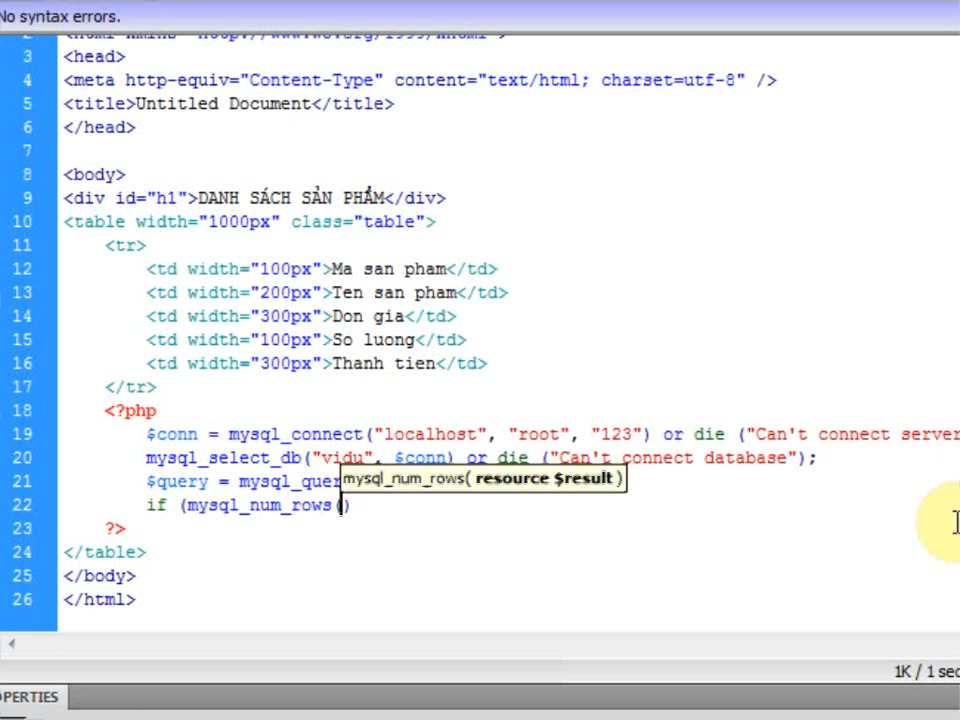 No syntax errors.
3 <head>
4 <meta http-equiv="Content-Type" content="text/html; charset=utf-8" />
5 <title>Untitled Document</title>
6 </head>
7
8 <body>
9 <div id="h1">DANH SÁCH SẢN PHẨM</div>
10 <table width="1000px" class="table">
11 <tr>
12 <td width="100px">Ma san pham</td>
13 <td width="200px">Ten san pham</td>
14 <td width="300px">Don gia</td>
15 <td width="100px">So luong</td>
16 <td width="300px">Thanh tien</td>
17 </tr>
18 <?php
19 $conn = mysql_connect("localhost", "root", "123") or die ("Can't connect server
20 mysql_select_db("vidu", $conn) or die ("Can't connect database");
mysql_num_rows( resource $result )
21 $query = mysql_quer
22 if (mysql_num_rows()
23 ?>
24 </table>
25 </body>
26 </html>
1K / 1 sec
OPERTIES